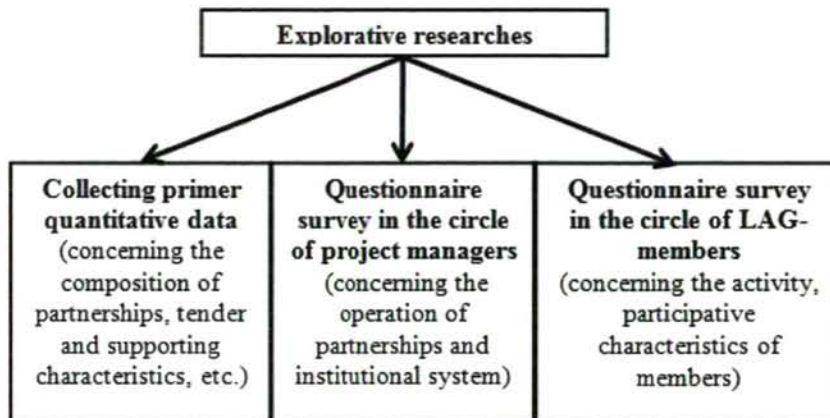 Explorative researches
Collecting primer
quantitative data
(concerning the
composition of
partnerships, tender
and supporting
characteristics, etc.)
Questionnaire
survey in the circle
of project managers
(concerning the
operation of
partnerships and
institutional system)
Questionnaire survey
in the circle of LAG-
members
(concerning the activity,
participative
characteristics of
members)